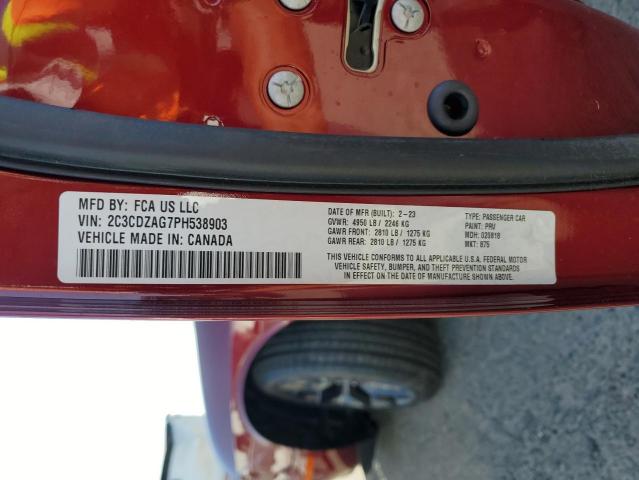 MFD BY: FCA US LLC
VIN: 2C3CDZAG7PH538903
VEHICLE MADE IN: CANADA
DATE OF MFR (BUILT): 2-23
GVWR: 4950 LB / 2246 KG
GAWR FRONT: 2810 LB / 1275 KG
GAWR REAR: 2810 LB / 1275 KG
TYPE: PASSENGER CAR
PAINT: PRV
MDH: 020818
MKT: B75
THIS VEHICLE CONFORMS TO ALL APPLICABLE U.S.A. FEDERAL MOTOR
VEHICLE SAFETY, BUMPER, AND THEFT PREVENTION STANDARDS
IN EFFECT ON THE DATE OF MANUFACTURE SHOWN ABOVE.